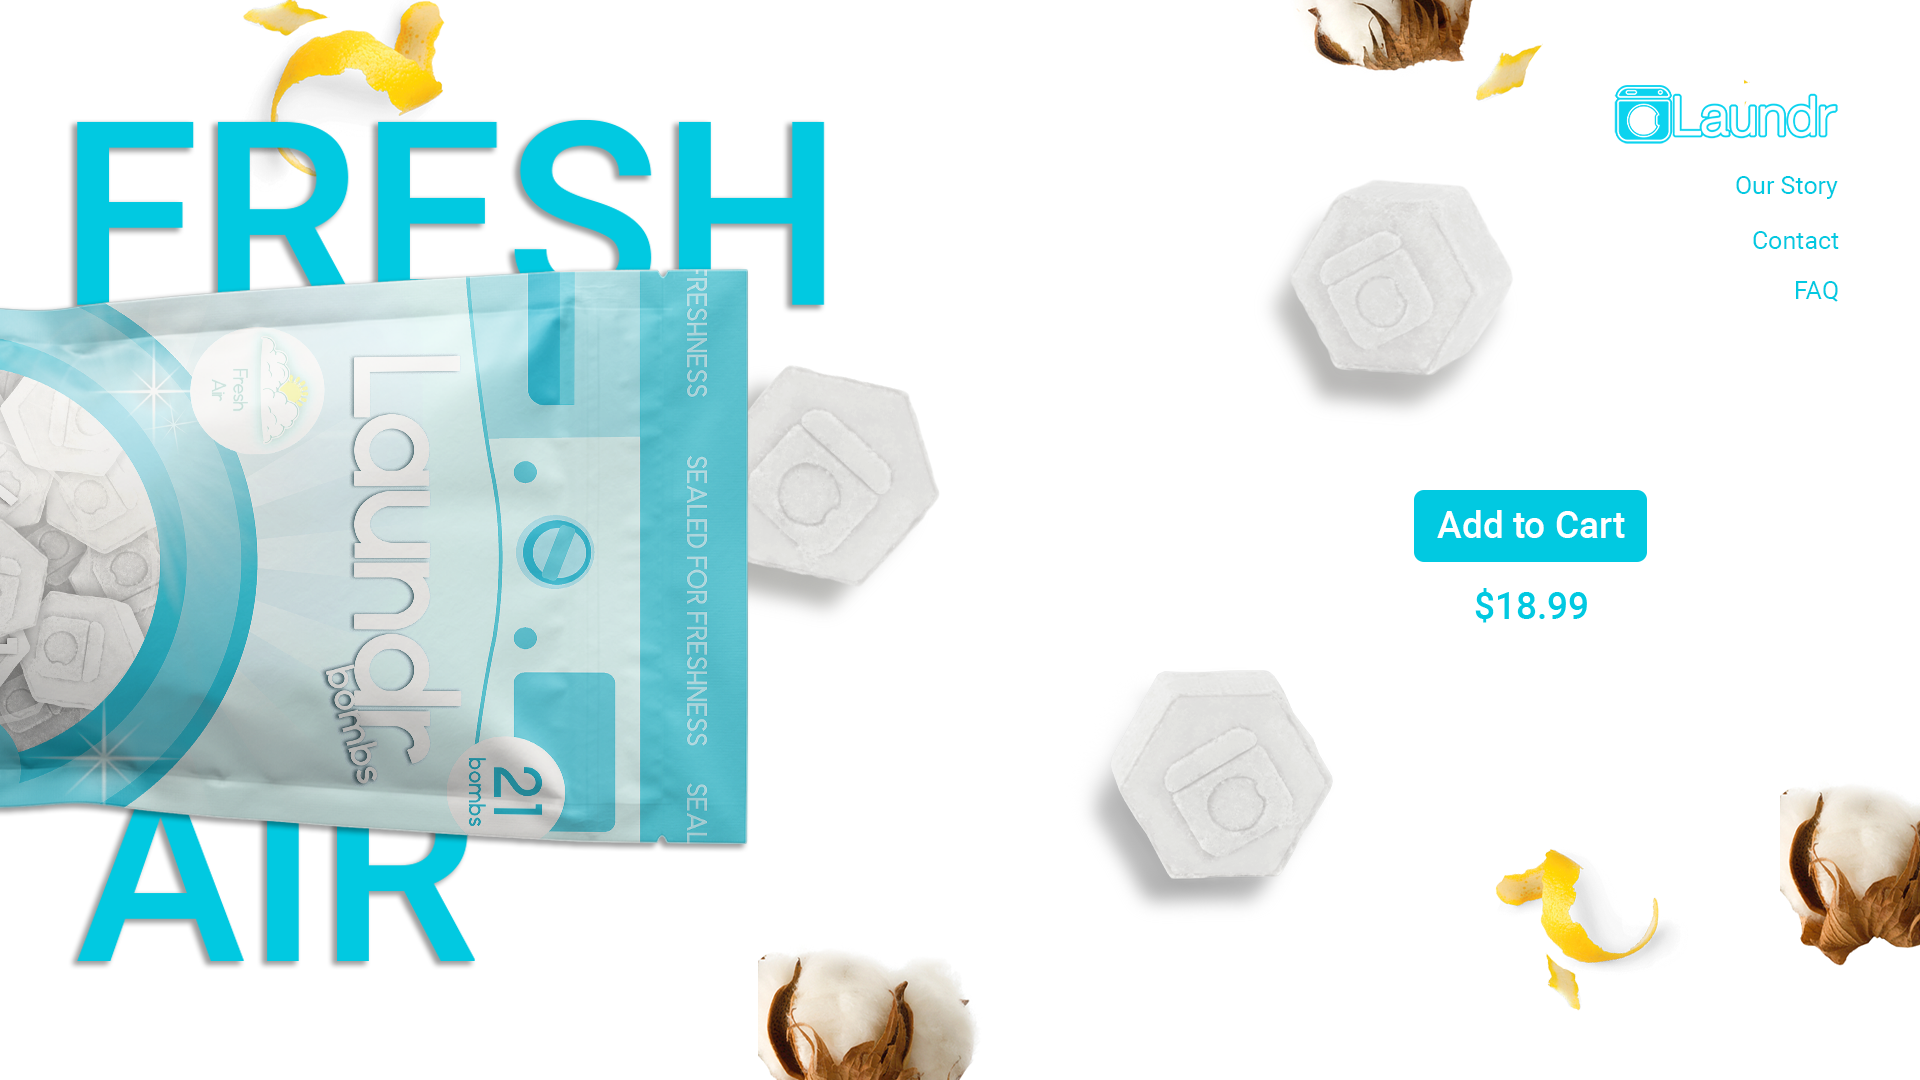 FRESH
AIR
Fresh
Air
Laundr
bombs
21
bombs
FRESHNESS SEALED FOR FRESHNESS SEAL
Laundr
Our Story
Contact
FAQ
Add to Cart
$18.99